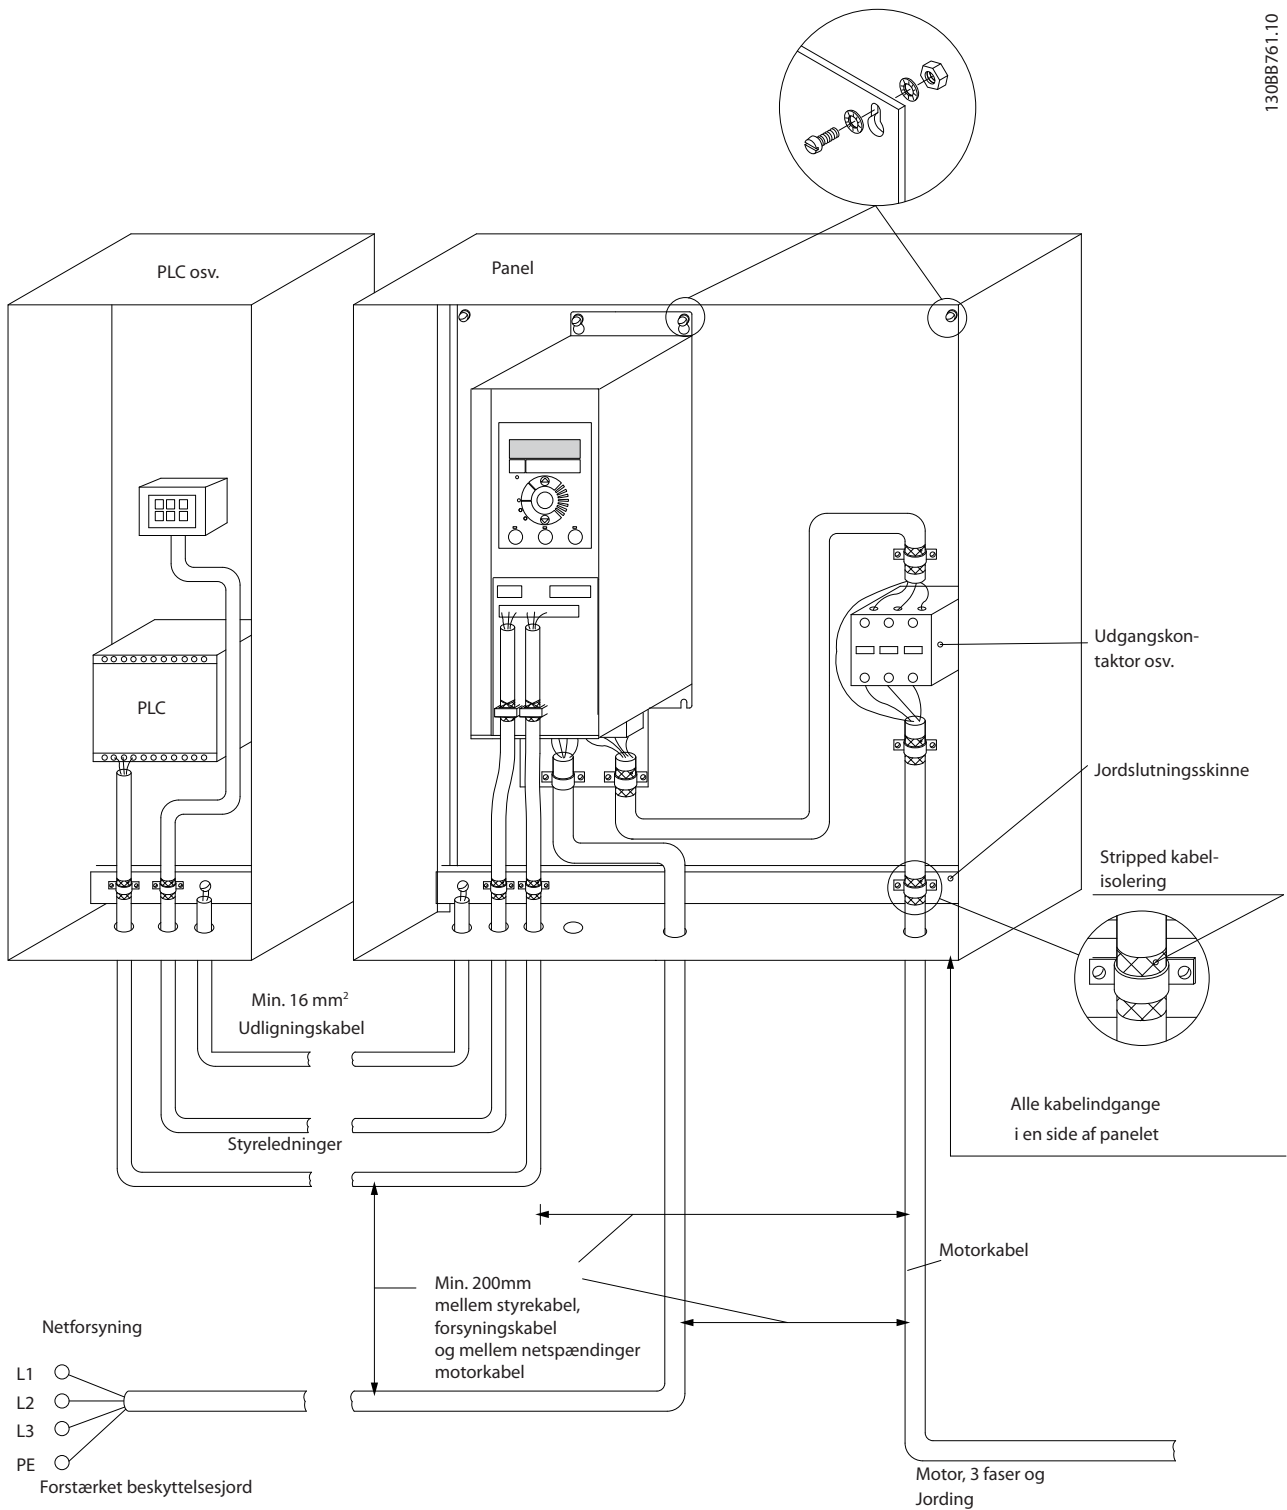 130BB761.10
PLC osv.
Panel
Udgangskon-
taktor osv.
PLC
Jordslutningsskinne
Stripped kabel-
isolering
Min. 16 mm²
Udligningskabel
Alle kabelindgange
i en side af panelet
Styreledninger
Motorkabel
Min. 200mm
mellem styrekabel,
forsyningskabel
og mellem netspændinger
motorkabel
Netforsyning
L1
L2
L3
PE
Forstærket beskyttelsesjord
Motor, 3 faser og
Jording